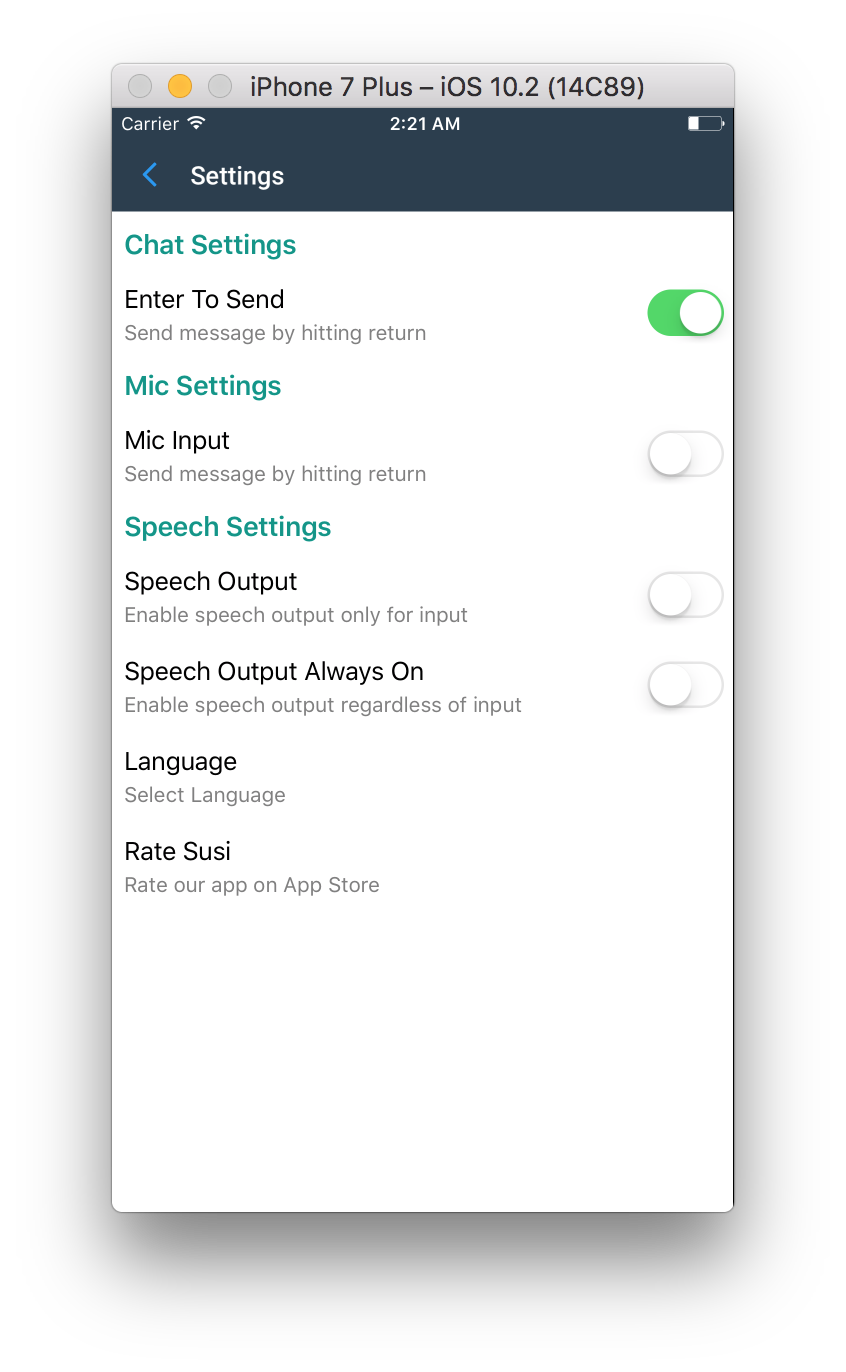 iPhone 7 Plus – iOS 10.2 (14C89)
Carrier 2:21 AM
Settings
Chat Settings
Enter To Send
Send message by hitting return
Mic Settings
Mic Input
Send message by hitting return
Speech Settings
Speech Output
Enable speech output only for input
Speech Output Always On
Enable speech output regardless of input
Language
Select Language
Rate Susi
Rate our app on App Store